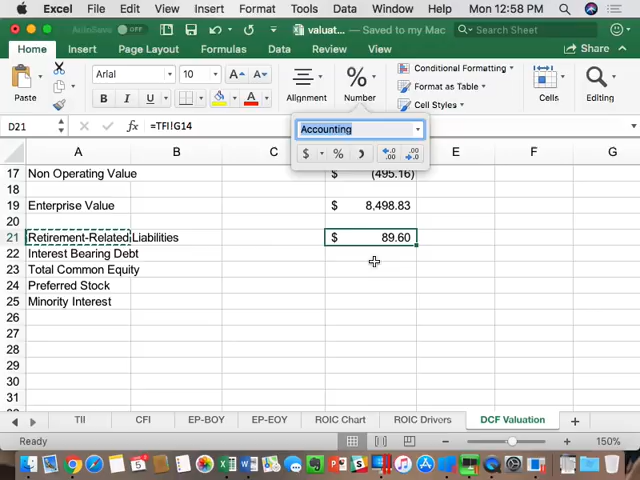 Excel File Edit View Insert Format Tools Data Window Help Mon 12:58 PM
AutoSave OFF valuat... — Saved to my Mac Search Sheet
Home Insert Page Layout Formulas Data Review View Share
Paste Arial 10 Alignment Number Conditional Formatting Cells Editing
Format as Table
B I U Cell Styles
D21 fx =TFI!G14
Accounting
$ %
A B C E F G
17 Non Operating Value $ (495.16)
18
19 Enterprise Value $ 8,498.83
20
21 Retirement-Related Liabilities $ 89.60
22 Interest Bearing Debt
23 Total Common Equity
24 Preferred Stock
25 Minority Interest
26
27
28
29
30
31
TII CFI EP-BOY EP-EOY ROIC Chart ROIC Drivers DCF Valuation +
Ready 150%